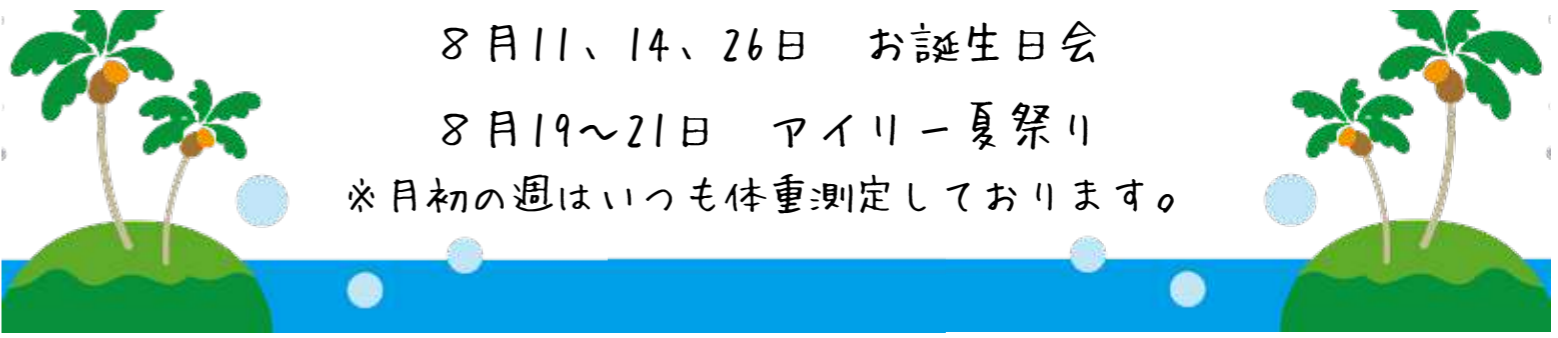 8月11、14、26日　お誕生日会
8月19～21日　アイリー夏祭り
※月初の週はいつも体重測定しております。